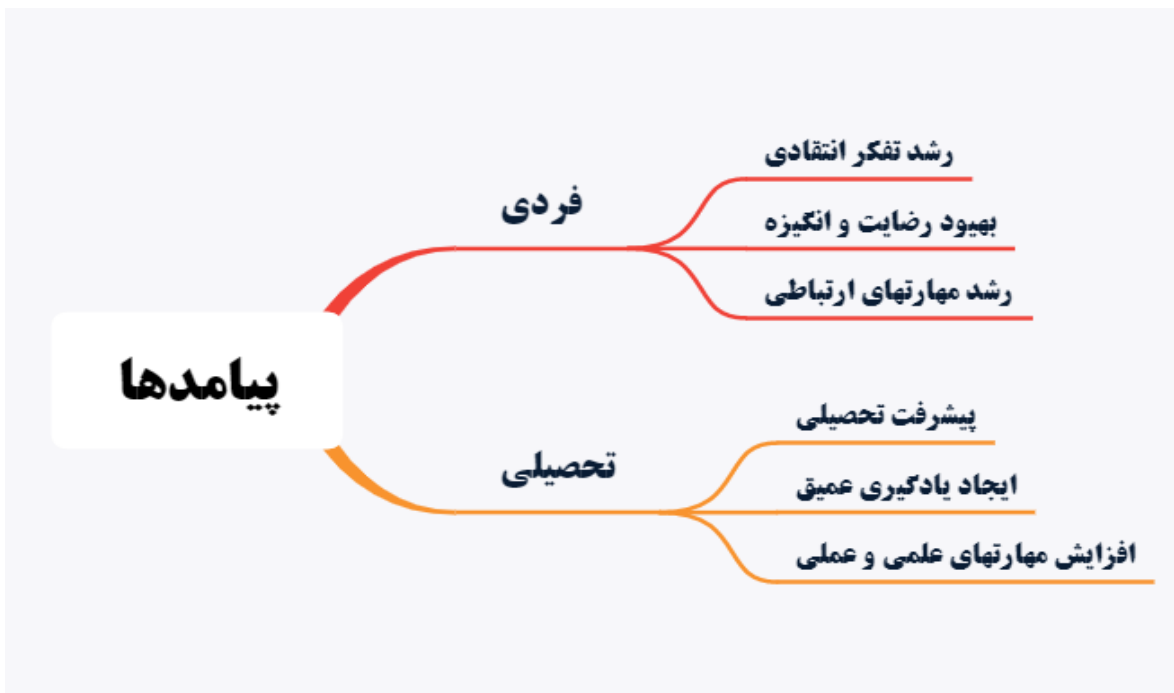 پیامدها
فردی
رشد تفکر انتقادی
بهبود رضایت و انگیزه
رشد مهارتهای ارتباطی
تحصیلی
پیشرفت تحصیلی
ایجاد یادگیری عمیق
افزایش مهارتهای علمی و عملی